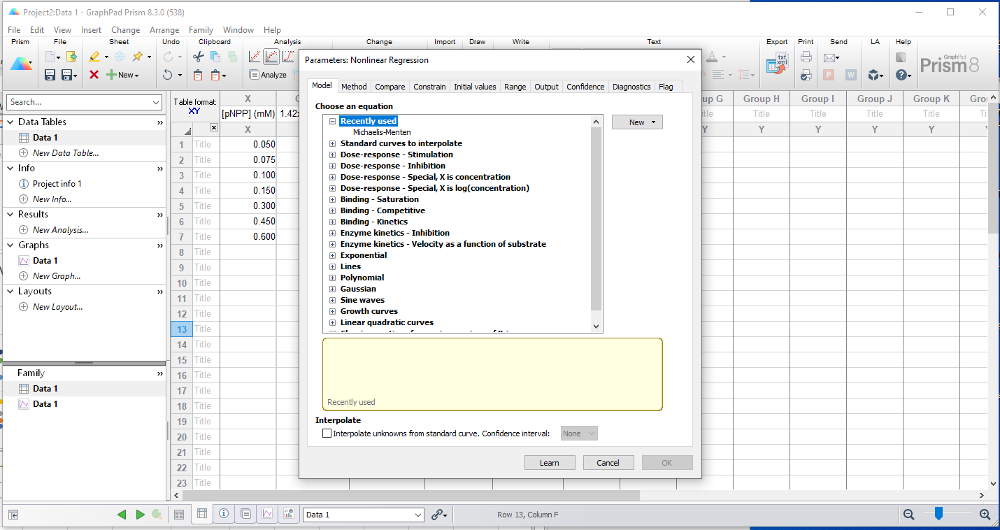 Project2:Data 1 - GraphPad Prism 8.3.0 (538)
File Edit View Insert Change Arrange Family Window Help
Prism File Sheet Undo Clipboard Analysis Change Import Draw Write Text Export Print Send LA Help
New
Analyze
txt
xml
P W
GraphPad
Prism 8
Parameters: Nonlinear Regression
Model Method Compare Constrain Initial values Range Output Confidence Diagnostics Flag
Choose an equation
Recently used
Michaelis-Menten
Standard curves to interpolate
Dose-response - Stimulation
Dose-response - Inhibition
Dose-response - Special, X is concentration
Dose-response - Special, X is log(concentration)
Binding - Saturation
Binding - Competitive
Binding - Kinetics
Enzyme kinetics - Inhibition
Enzyme kinetics - Velocity as a function of substrate
Exponential
Lines
Polynomial
Gaussian
Sine waves
Growth curves
Linear quadratic curves
New
Recently used
Interpolate
Interpolate unknowns from standard curve. Confidence interval: None
Learn Cancel OK
Search...
Data Tables »
Data 1
New Data Table...
Info »
Project info 1
New Info...
Results »
New Analysis...
Graphs »
Data 1
New Graph...
Layouts »
New Layout...
Family »
Data 1
Data 1
Table format:
XY
X
[pNPP] (mM) 1.42
X
1 Title 0.050
2 Title 0.075
3 Title 0.100
4 Title 0.150
5 Title 0.300
6 Title 0.450
7 Title 0.600
8 Title
9 Title
10 Title
11 Title
12 Title
13 Title
14 Title
15 Title
16 Title
17 Title
18 Title
19 Title
20 Title
21 Title
22 Title
23 Title
up G Group H Group I Group J Group K Grou
itle Title Title Title Title
Y Y Y Y Y
Data 1
Row 13, Column F